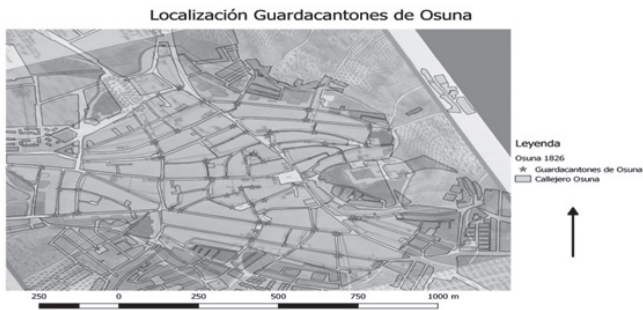 Localización Guardacantones de Osuna
Leyenda
Osuna 1826
Guardacantones de Osuna
Callejero Osuna
250 0 250 500 750 1000 m